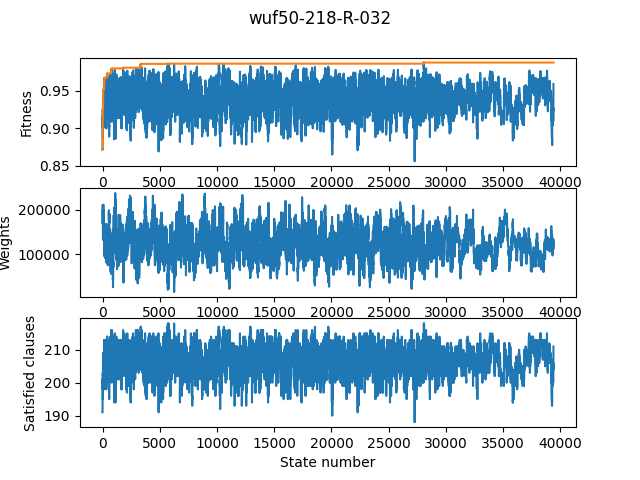 wuf50-218-R-032
Fitness
0.95
0.90
0.85
0 5000 10000 15000 20000 25000 30000 35000 40000
Weights
200000
100000
0 5000 10000 15000 20000 25000 30000 35000 40000
Satisfied clauses
210
200
190
0 5000 10000 15000 20000 25000 30000 35000 40000
State number